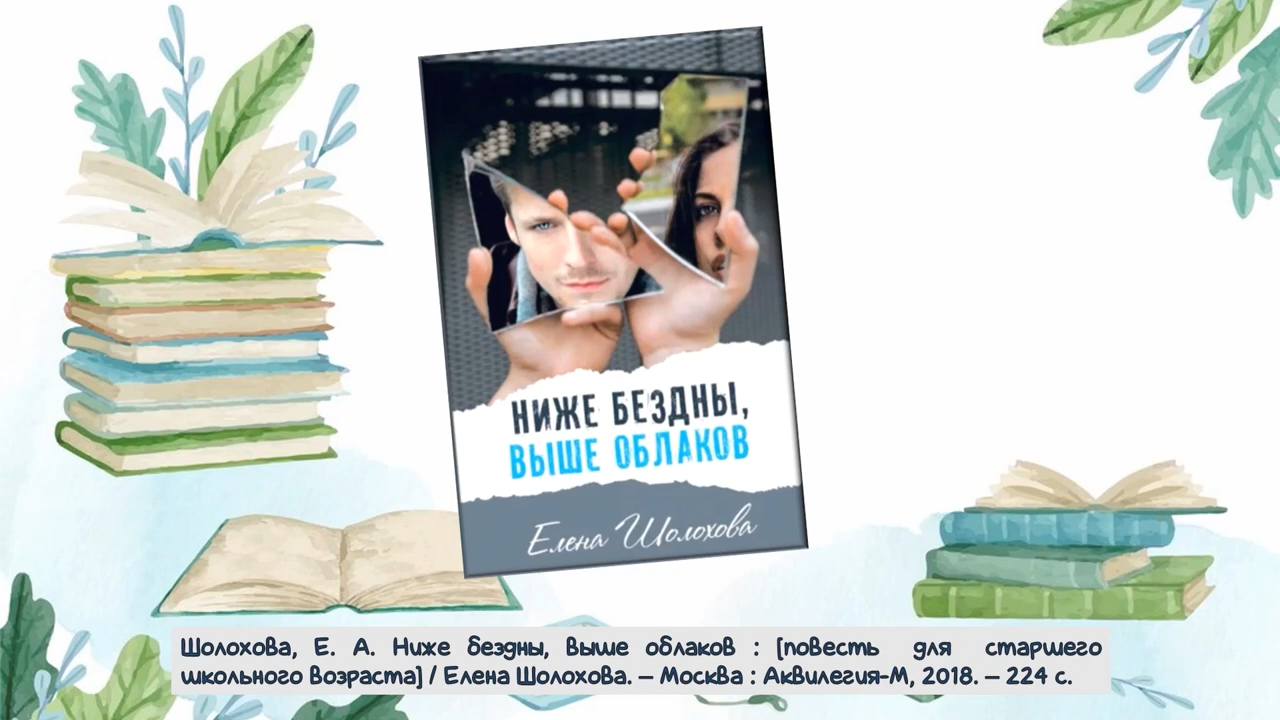 НИЖЕ БЕЗДНЫ,
ВЫШЕ ОБЛАКОВ
Елена Шолохова
Шолохова, Е. А. Ниже бездны, выше облаков : [повесть для старшего
школьного возраста] / Елена Шолохова. – Москва : Аквилегия-М, 2018. – 224 с.